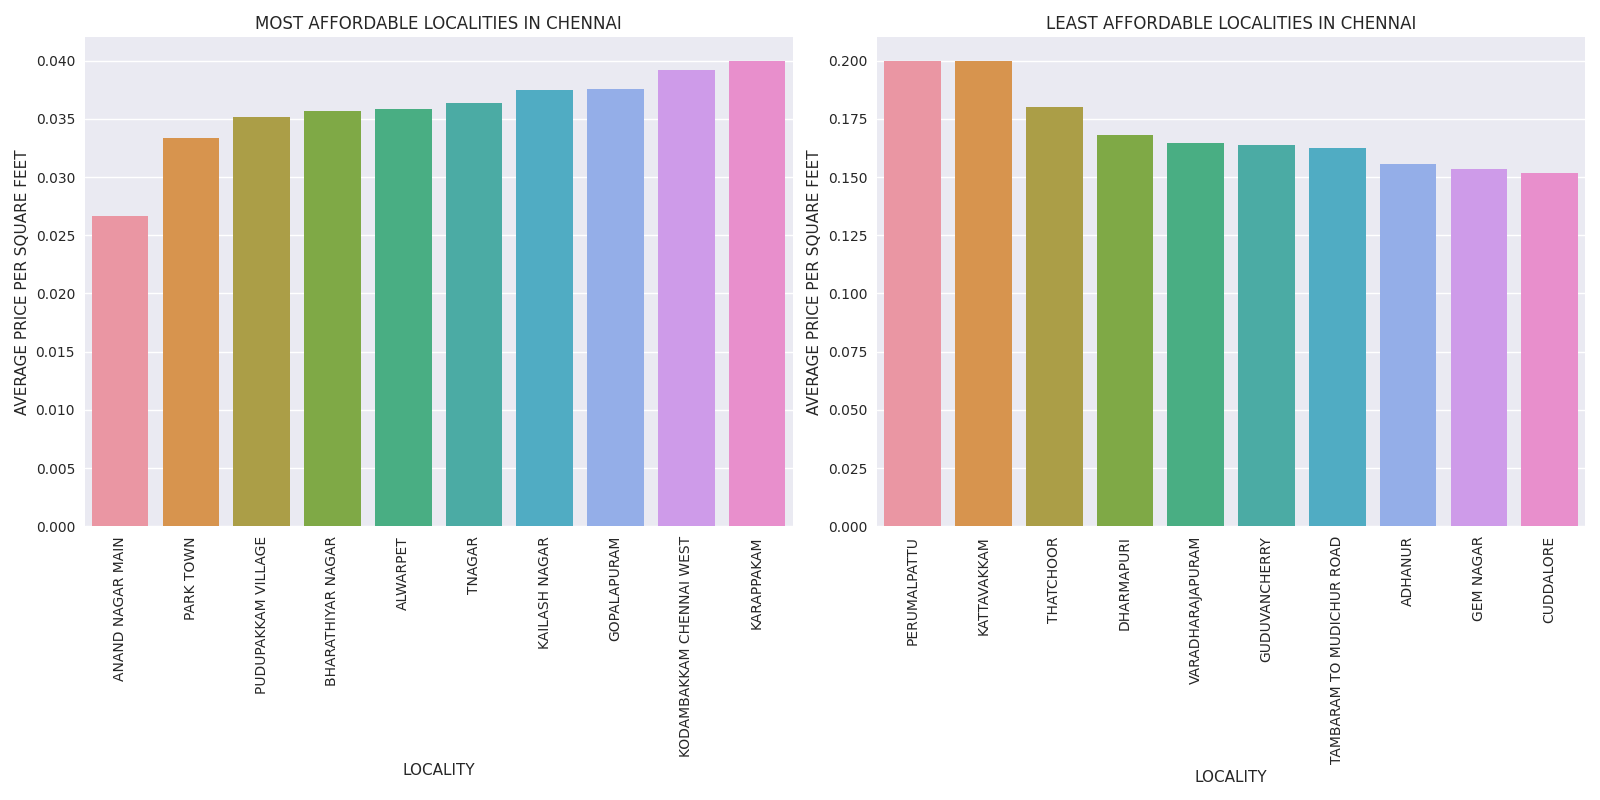 MOST AFFORDABLE LOCALITIES IN CHENNAI
AVERAGE PRICE PER SQUARE FEET
0.040
0.035
0.030
0.025
0.020
0.015
0.010
0.005
0.000
ANAND NAGAR MAIN
PARK TOWN
PUDUPAKKAM VILLAGE
BHARATHIYAR NAGAR
ALWARPET
TNAGAR
KAILASH NAGAR
GOPALAPURAM
KODAMBAKKAM CHENNAI WEST
KARAPPAKAM
LOCALITY
LEAST AFFORDABLE LOCALITIES IN CHENNAI
AVERAGE PRICE PER SQUARE FEET
0.200
0.175
0.150
0.125
0.100
0.075
0.050
0.025
0.000
PERUMALPATTU
KATTAVAKKAM
THATCHOOR
DHARMAPURI
VARADHARAJAPURAM
GUDUVANCHERRY
TAMBARAM TO MUDICHUR ROAD
ADHANUR
GEM NAGAR
CUDDALORE
LOCALITY